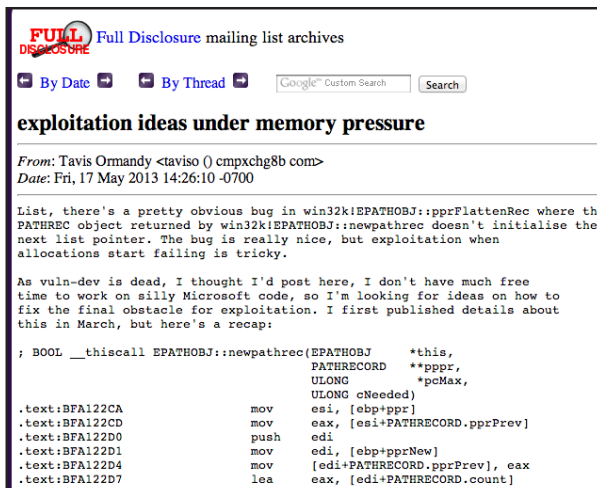 FULL DISCLOSURE Full Disclosure mailing list archives
By Date By Thread Google™ Custom Search Search
exploitation ideas under memory pressure
From: Tavis Ormandy <taviso () cmpxchg8b com>
Date: Fri, 17 May 2013 14:26:10 -0700
List, there's a pretty obvious bug in win32k!EPATHOBJ::pprFlattenRec where th
PATHREC object returned by win32k!EPATHOBJ::newpathrec doesn't initialise the
next list pointer. The bug is really nice, but exploitation when
allocations start failing is tricky.
As vuln-dev is dead, I thought I'd post here, I don't have much free
time to work on silly Microsoft code, so I'm looking for ideas on how to
fix the final obstacle for exploitation. I first published details about
this in March, but here's a recap:
; BOOL __thiscall EPATHOBJ::newpathrec(EPATHOBJ *this,
PATHRECORD **pppr,
ULONG *pcMax,
ULONG cNeeded)
.text:BFA122CA mov esi, [ebp+ppr]
.text:BFA122CD mov eax, [esi+PATHRECORD.pprPrev]
.text:BFA122D0 push edi
.text:BFA122D1 mov edi, [ebp+pprNew]
.text:BFA122D4 mov [edi+PATHRECORD.pprPrev], eax
.text:BFA122D7 lea eax, [edi+PATHRECORD.count]